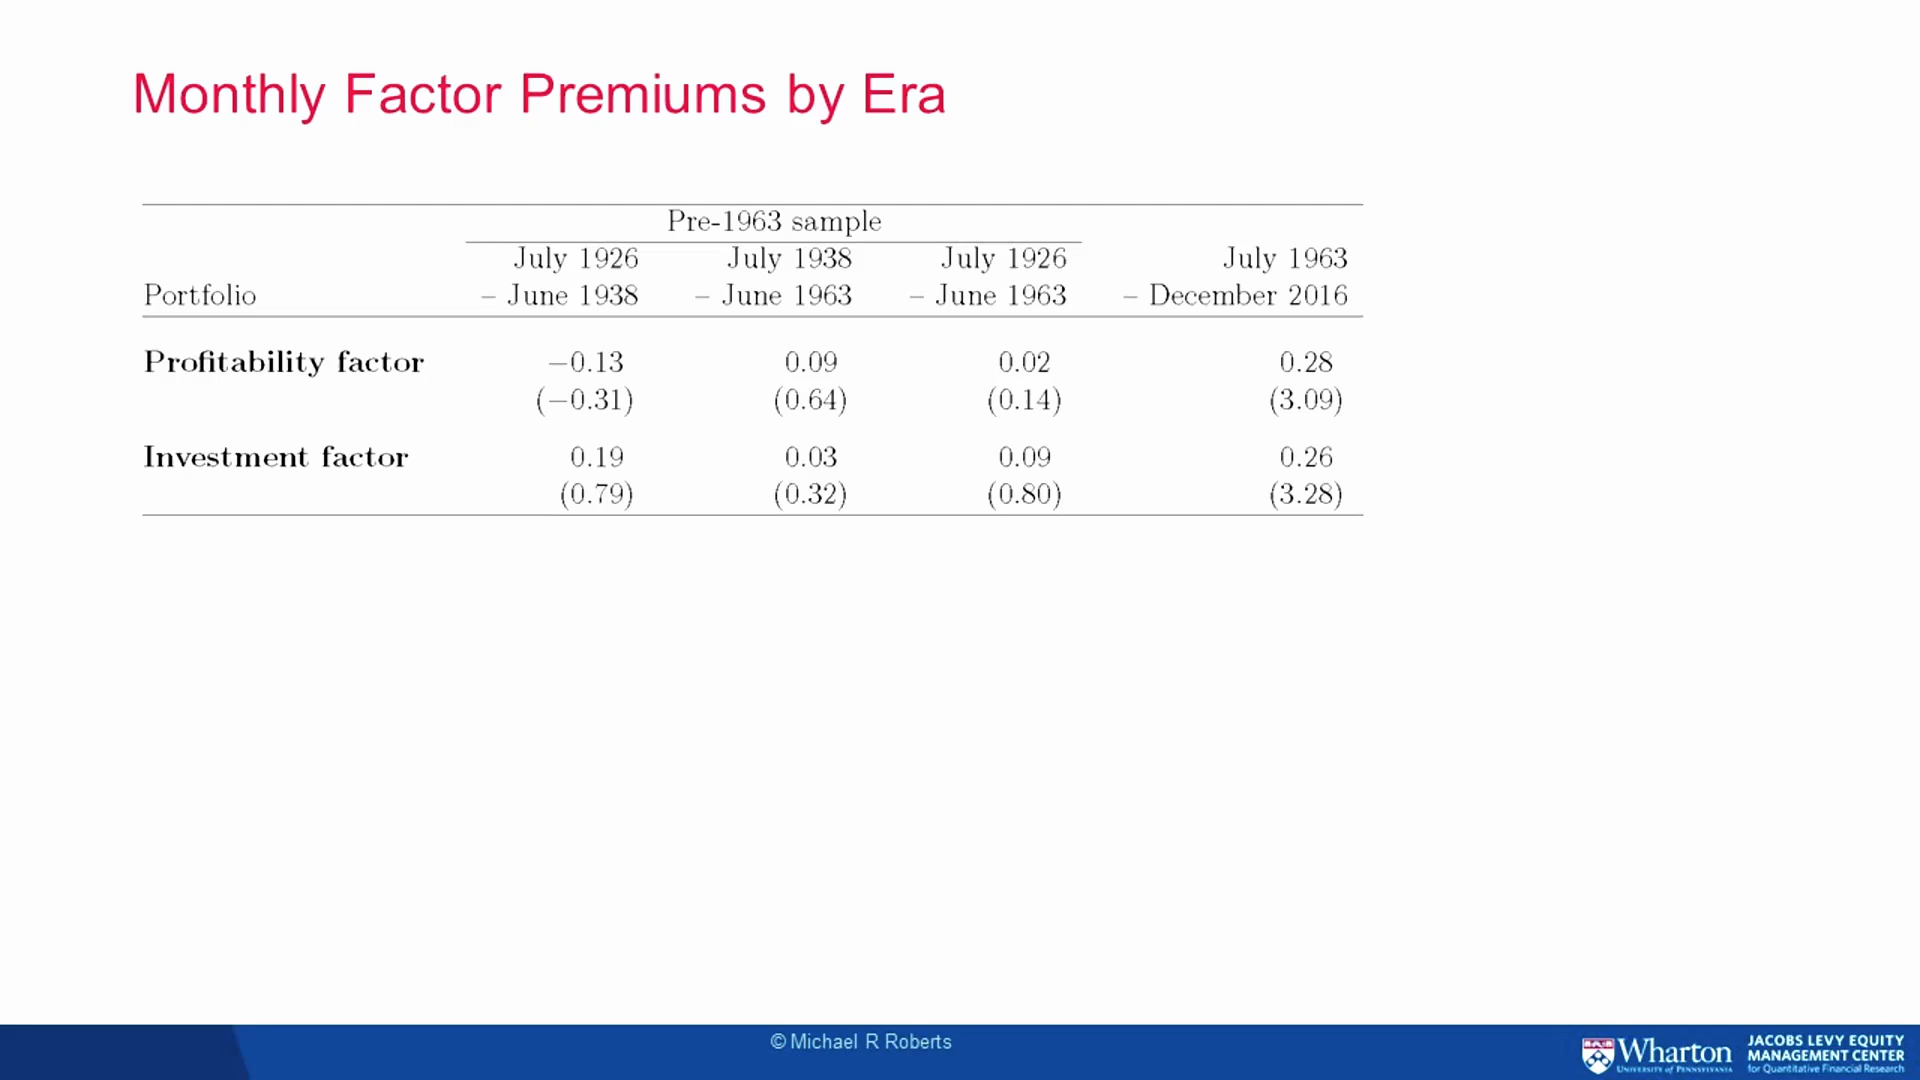 Monthly Factor Premiums by Era
Pre-1963 sample
July 1926 July 1938 July 1926 July 1963
Portfolio – June 1938 – June 1963 – June 1963 – December 2016
Profitability factor −0.13 0.09 0.02 0.28
(−0.31) (0.64) (0.14) (3.09)
Investment factor 0.19 0.03 0.09 0.26
(0.79) (0.32) (0.80) (3.28)
© Michael R Roberts
Wharton
UNIVERSITY of PENNSYLVANIA
JACOBS LEVY EQUITY
MANAGEMENT CENTER
for Quantitative Financial Research